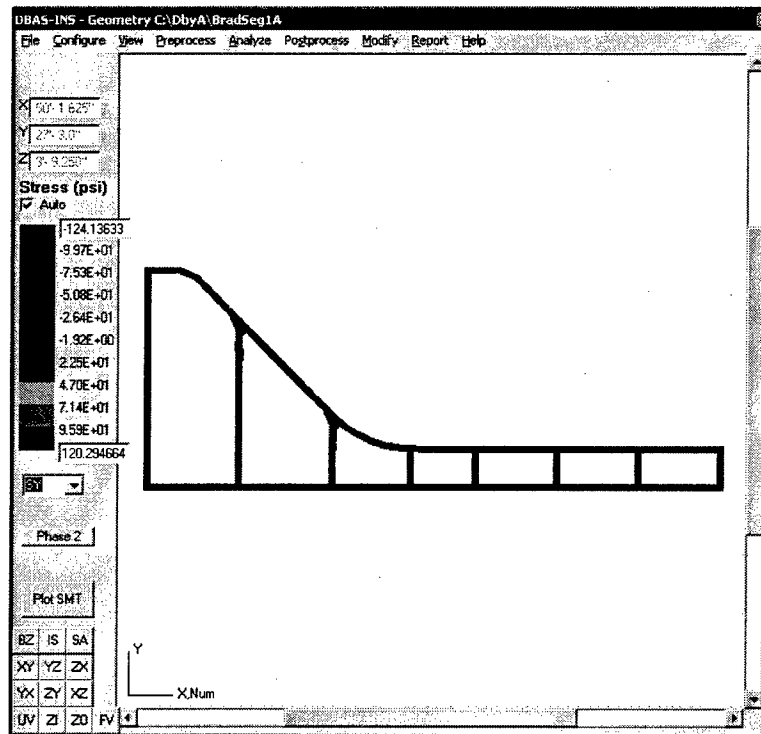 DBAS-INS - Geometry C:\DbyA\BradSeg1A
File Configure View Preprocess Analyze Postprocess Modify Report Help
X 90'- 1.625"
Y 27'- 3.0"
Z 9'- 9.250"
Stress (psi)
Auto
-124.13633
-9.97E+01
-7.53E+01
-5.08E+01
-2.64E+01
-1.92E+00
2.25E+01
4.70E+01
7.14E+01
9.59E+01
120.294664
SY
Phase 2
Plot SMT
BZ IS SA
XY YZ ZX
YX ZY XZ
UV ZI ZO FV
Y
X,Num